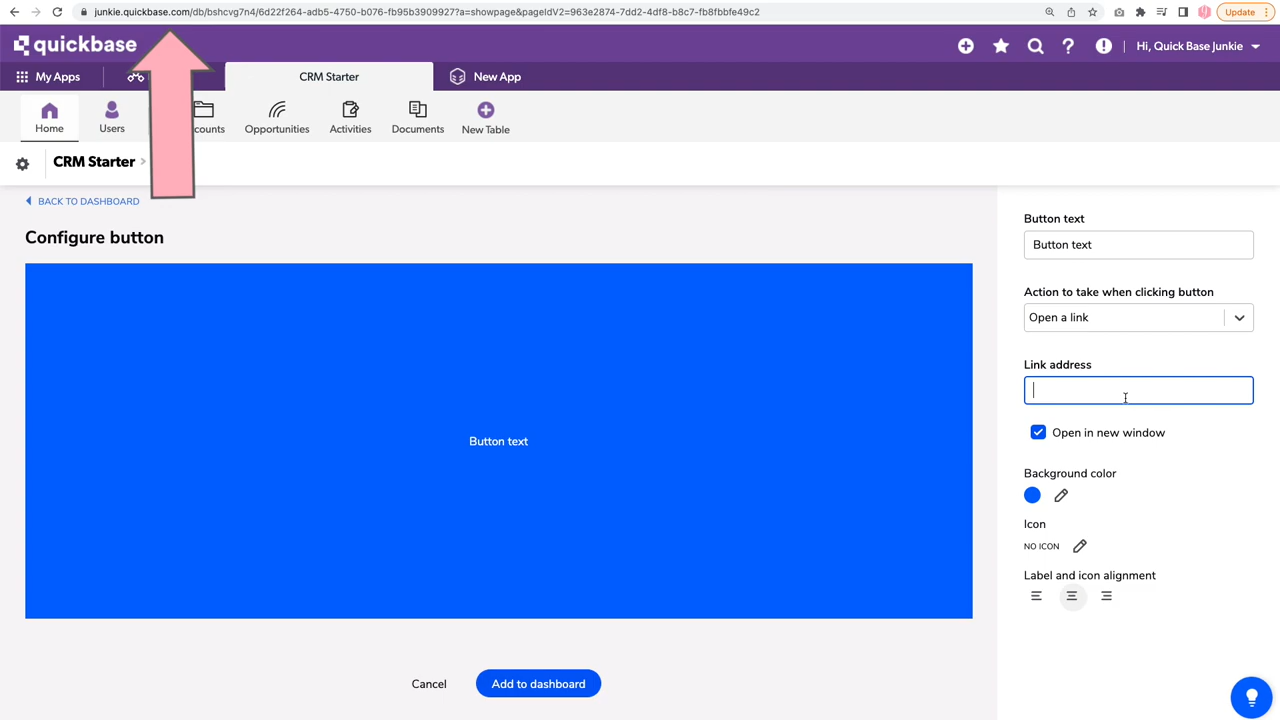 junkie.quickbase.com/db/bshcvg7n4/6d22f264-adb5-4750-b076-fb95b3909927?a=showpage&pageIdV2=963e2874-7dd2-4df8-b8c7-fb8fbbfe49c2
Update
quickbase
Hi, Quick Base Junkie
My Apps
CRM Starter
New App
Home
Users
Opportunities
Activities
Documents
New Table
CRM Starter
BACK TO DASHBOARD
Configure button
Button text
Button text
Button text
Action to take when clicking button
Open a link
Link address
Open in new window
Background color
Icon
NO ICON
Label and icon alignment
Cancel
Add to dashboard